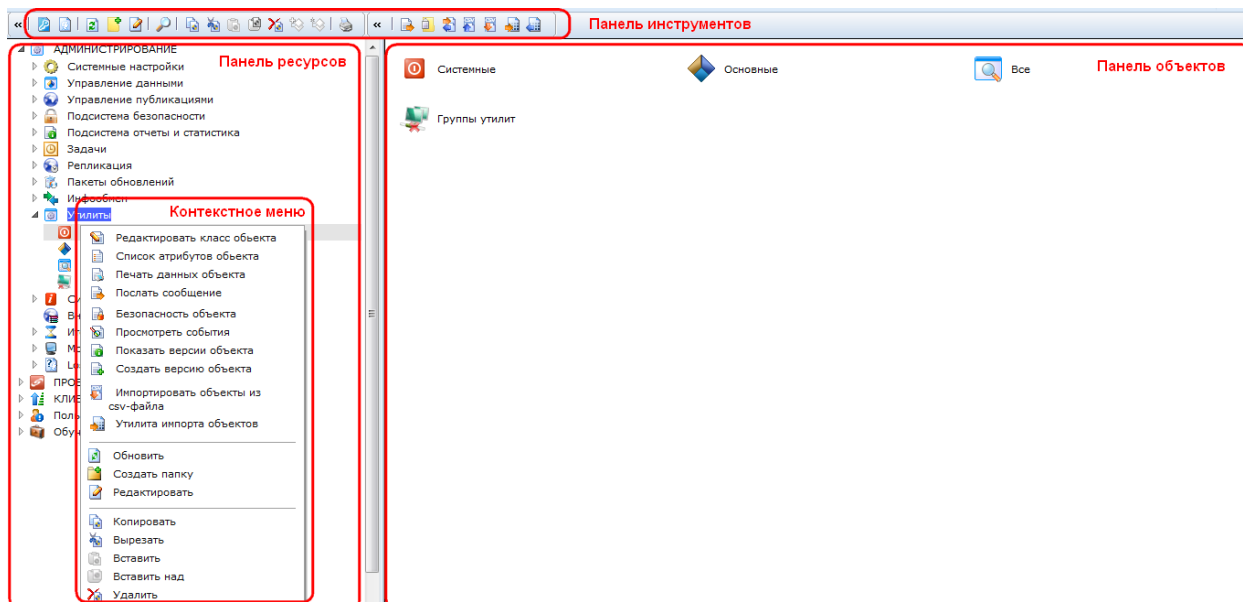 Панель инструментов
АДМИНИСТРИРОВАНИЕ
Панель ресурсов
Системные настройки
Управление данными
Управление публикациями
Подсистема безопасности
Подсистема отчеты и статистика
Задачи
Репликация
Пакеты обновлений
Инфообмен
Утилиты
Контекстное меню
Редактировать класс объекта
Список атрибутов объекта
Печать данных объекта
Послать сообщение
Безопасность объекта
Просмотреть события
Показать версии объекта
Создать версию объекта
Импортировать объекты из
csv-файла
Утилита импорта объектов
Обновить
Создать папку
Редактировать
Копировать
Вырезать
Вставить
Вставить над
Удалить
Системные
Основные
Все
Панель объектов
Группы утилит